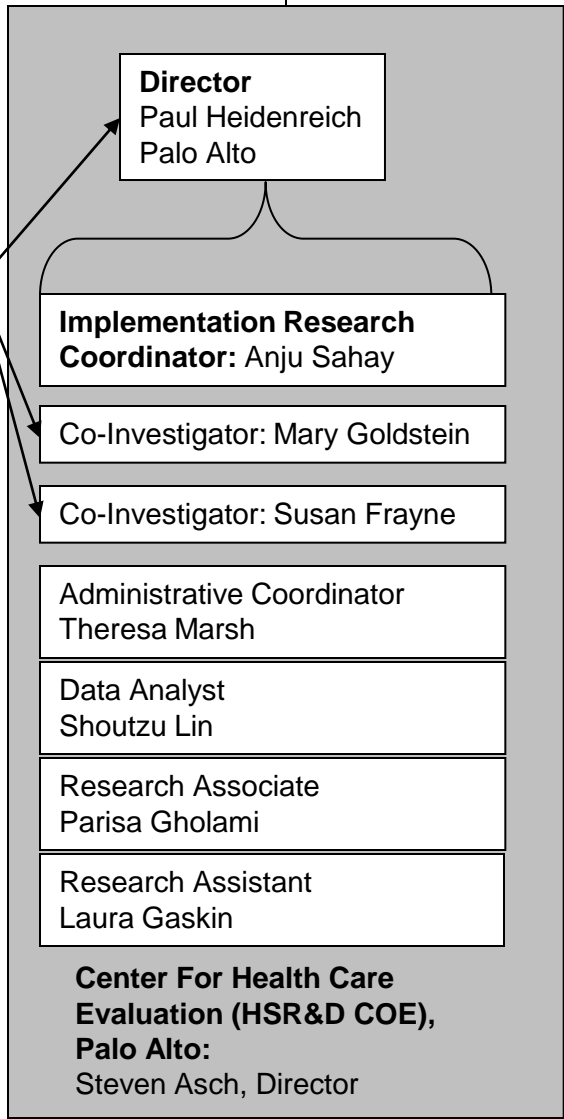 Director
Paul Heidenreich
Palo Alto
Implementation Research
Coordinator: Anju Sahay
Co-Investigator: Mary Goldstein
Co-Investigator: Susan Frayne
Administrative Coordinator
Theresa Marsh
Data Analyst
Shoutzu Lin
Research Associate
Parisa Gholami
Research Assistant
Laura Gaskin
Center For Health Care
Evaluation (HSR&D COE),
Palo Alto:
Steven Asch, Director